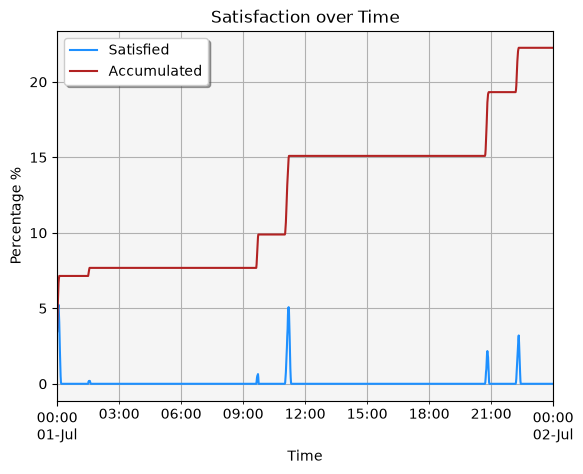 Satisfaction over Time
Satisfied
Accumulated
Percentage %
20
15
10
5
0
00:00 03:00 06:00 09:00 12:00 15:00 18:00 21:00 00:00
01-Jul 02-Jul
Time